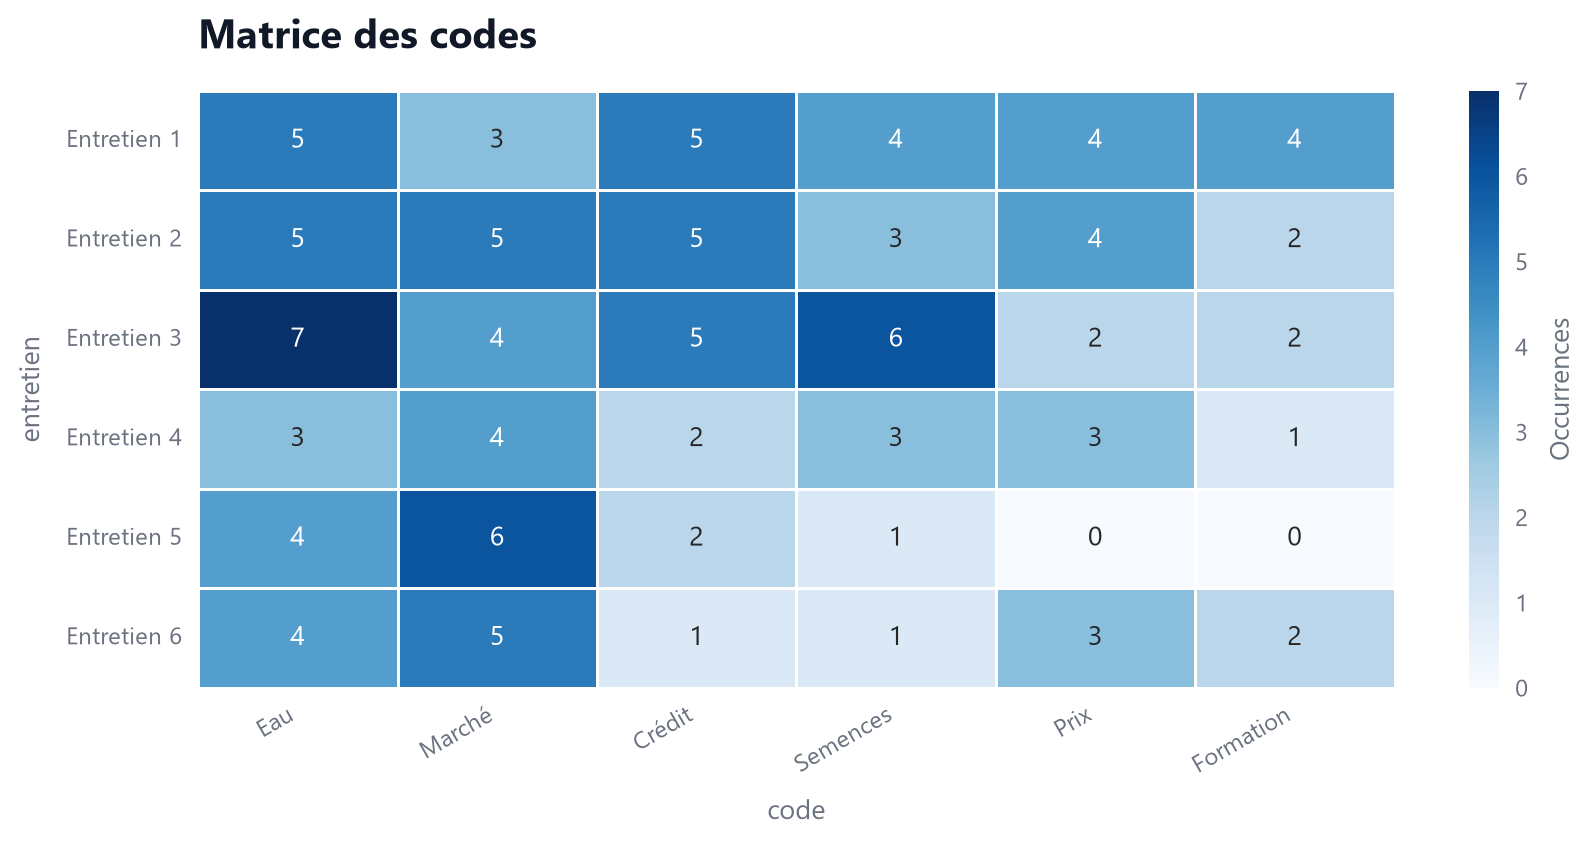 Matrice des codes
Entretien 1 5 3 5 4 4 4
Entretien 2 5 5 5 3 4 2
Entretien 3 7 4 5 6 2 2
Entretien 4 3 4 2 3 3 1
Entretien 5 4 6 2 1 0 0
Entretien 6 4 5 1 1 3 2
Eau Marché Crédit Semences Prix Formation
code
entretien
7
6
5
4
3
2
1
0
Occurrences